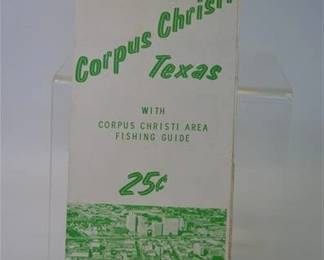 Corpus Christi
Texas
WITH
CORPUS CHRISTI AREA
FISHING GUIDE
25¢